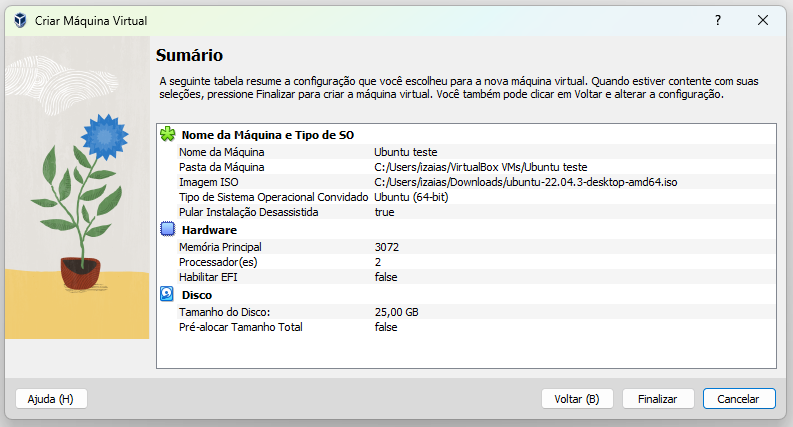 Criar Máquina Virtual
?
Sumário
A seguinte tabela resume a configuração que você escolheu para a nova máquina virtual. Quando estiver contente com suas
seleções, pressione Finalizar para criar a máquina virtual. Você também pode clicar em Voltar e alterar a configuração.
Nome da Máquina e Tipo de SO
Nome da Máquina Ubuntu teste
Pasta da Máquina C:/Users/izaias/VirtualBox VMs/Ubuntu teste
Imagem ISO C:/Users/izaias/Downloads/ubuntu-22.04.3-desktop-amd64.iso
Tipo de Sistema Operacional Convidado Ubuntu (64-bit)
Pular Instalação Desassistida true
Hardware
Memória Principal 3072
Processador(es) 2
Habilitar EFI false
Disco
Tamanho do Disco: 25,00 GB
Pré-alocar Tamanho Total false
Ajuda (H) Voltar (B) Finalizar Cancelar